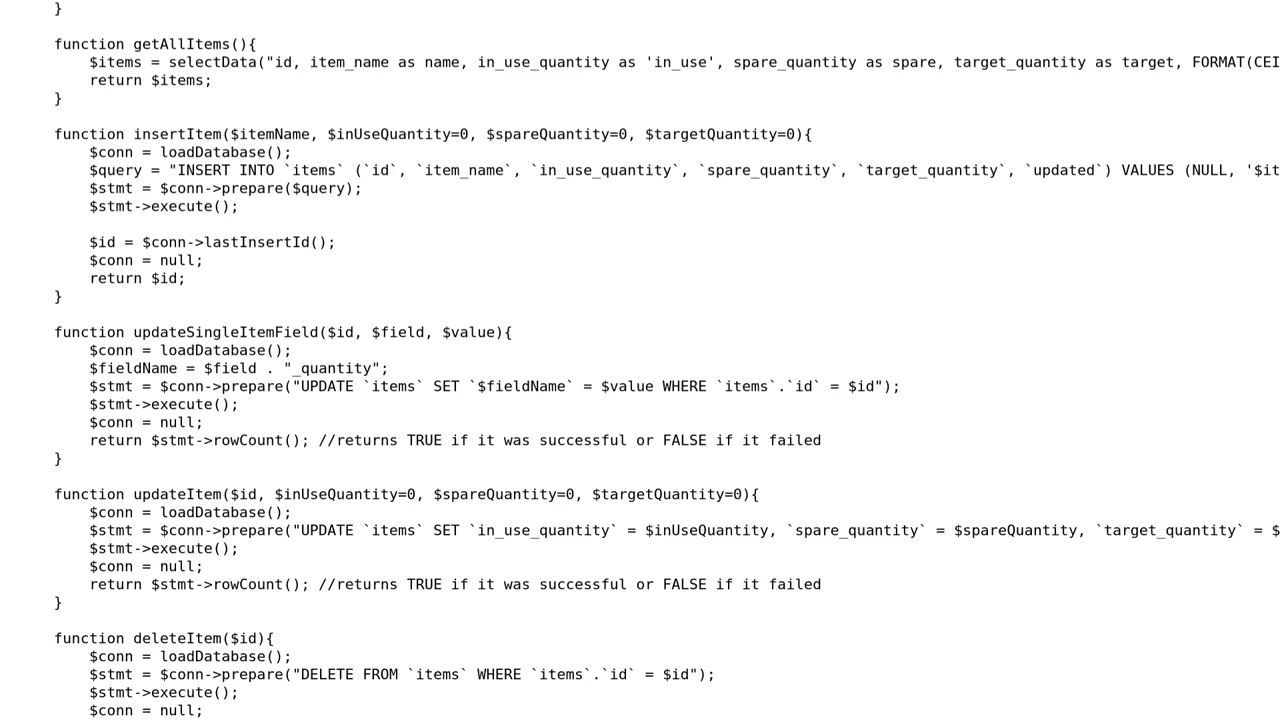 }
function getAllItems(){
$items = selectData("id, item_name as name, in_use_quantity as 'in_use', spare_quantity as spare, target_quantity as target, FORMAT(CEI
return $items;
}
function insertItem($itemName, $inUseQuantity=0, $spareQuantity=0, $targetQuantity=0){
$conn = loadDatabase();
$query = "INSERT INTO `items` (`id`, `item_name`, `in_use_quantity`, `spare_quantity`, `target_quantity`, `updated`) VALUES (NULL, '$it
$stmt = $conn->prepare($query);
$stmt->execute();
$id = $conn->lastInsertId();
$conn = null;
return $id;
}
function updateSingleItemField($id, $field, $value){
$conn = loadDatabase();
$fieldName = $field . "_quantity";
$stmt = $conn->prepare("UPDATE `items` SET `$fieldName` = $value WHERE `items`.`id` = $id");
$stmt->execute();
$conn = null;
return $stmt->rowCount(); //returns TRUE if it was successful or FALSE if it failed
}
function updateItem($id, $inUseQuantity=0, $spareQuantity=0, $targetQuantity=0){
$conn = loadDatabase();
$stmt = $conn->prepare("UPDATE `items` SET `in_use_quantity` = $inUseQuantity, `spare_quantity` = $spareQuantity, `target_quantity` = $
$stmt->execute();
$conn = null;
return $stmt->rowCount(); //returns TRUE if it was successful or FALSE if it failed
}
function deleteItem($id){
$conn = loadDatabase();
$stmt = $conn->prepare("DELETE FROM `items` WHERE `items`.`id` = $id");
$stmt->execute();
$conn = null;